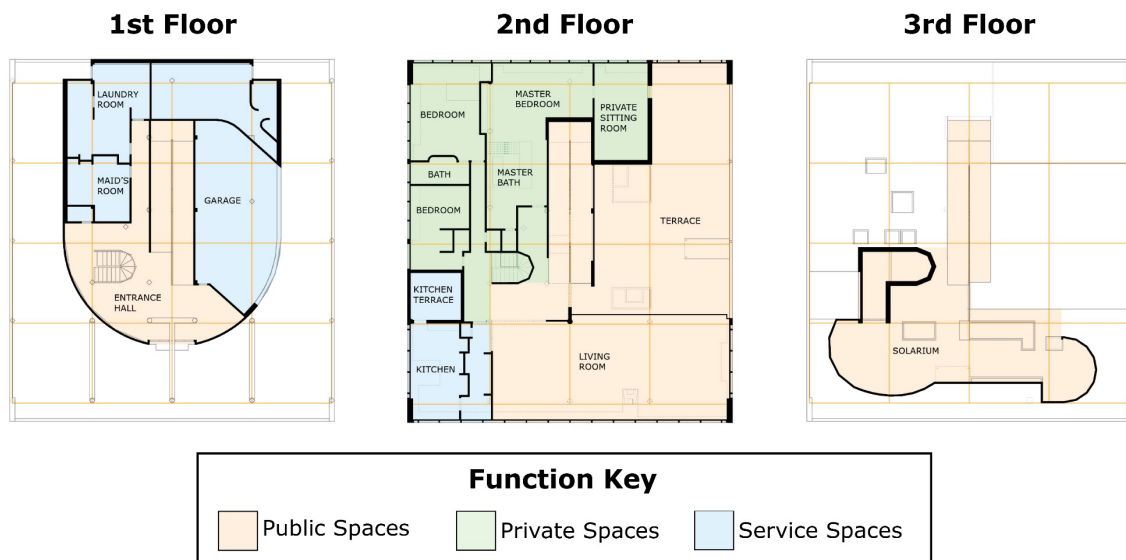 1st Floor
2nd Floor
3rd Floor
LAUNDRY
ROOM
MAID'S
ROOM
GARAGE
ENTRANCE
HALL
BEDROOM
MASTER
BEDROOM
PRIVATE
SITTING
ROOM
BATH
MASTER
BATH
BEDROOM
TERRACE
KITCHEN
TERRACE
KITCHEN
LIVING
ROOM
SOLARIUM
Function Key
Public Spaces
Private Spaces
Service Spaces